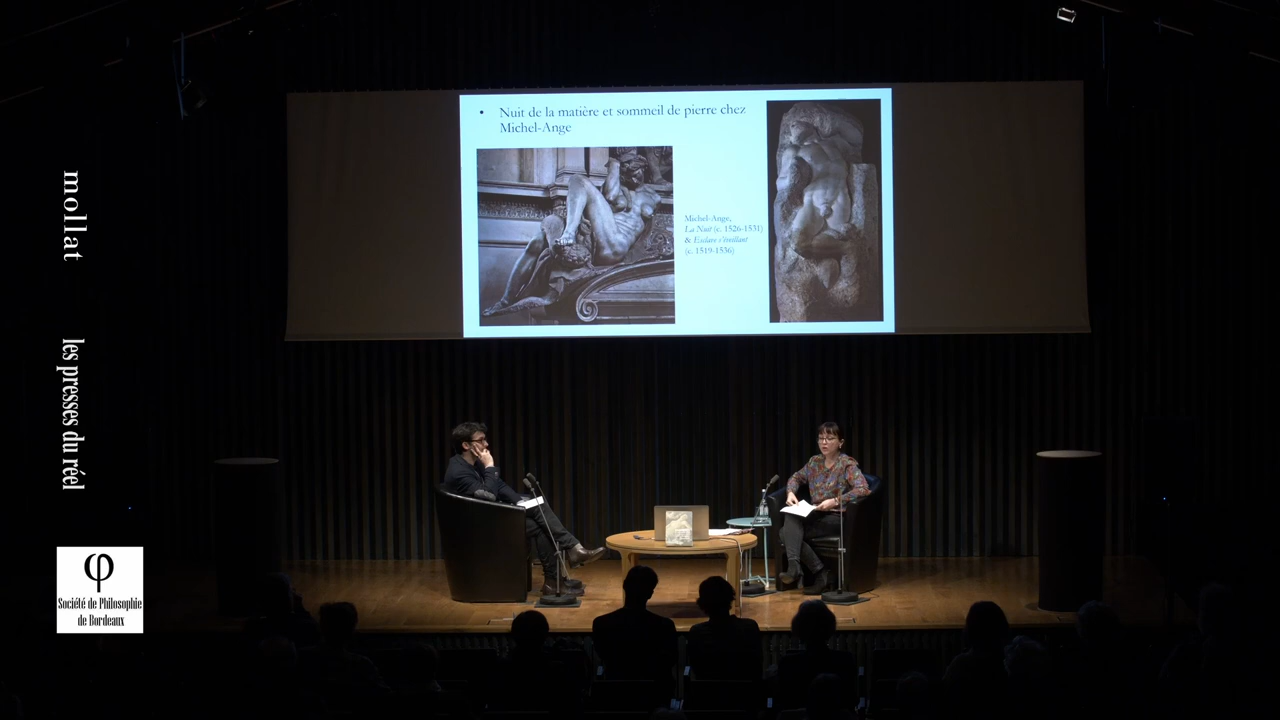 mollat
les presses du réel
φ
Société de Philosophie
de Bordeaux
• Nuit de la matière et sommeil de pierre chez
Michel-Ange
Michel-Ange,
La Nuit (c. 1526-1531)
& Esclave s'éveillant
(c. 1519-1536)